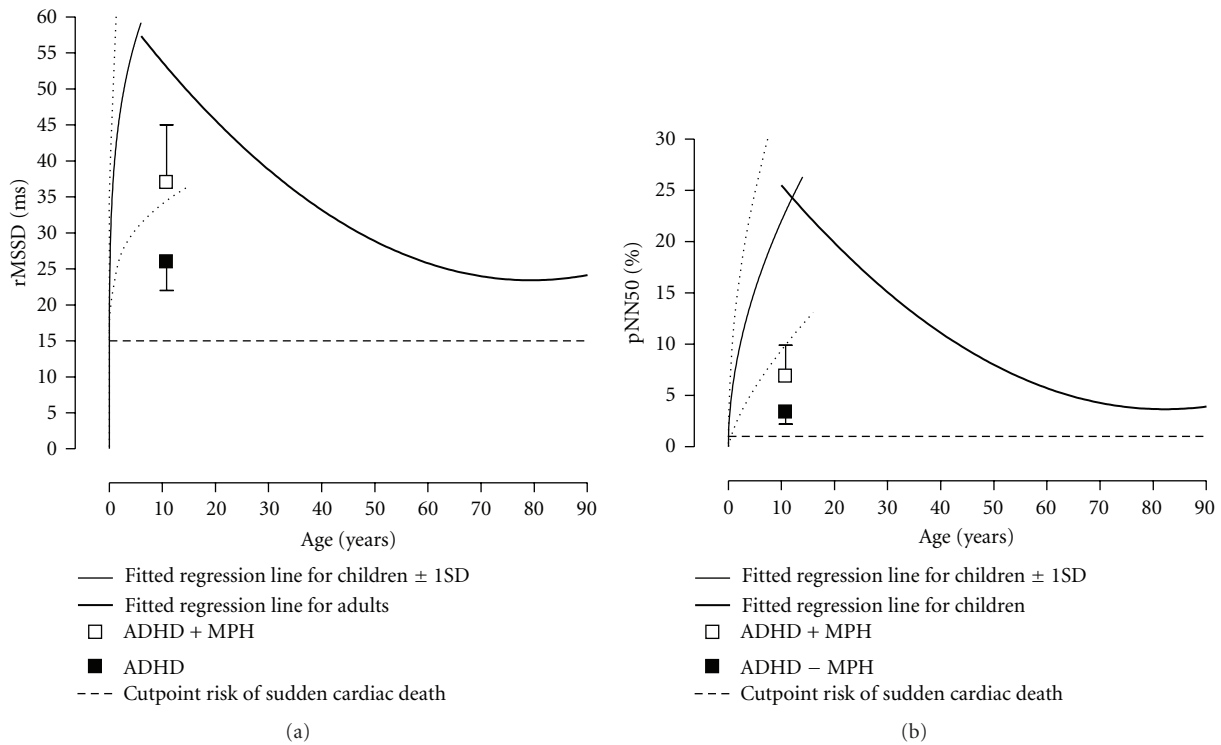 60
55
50
45
40
35
30
25
20
15
10
5
0
rMSSD (ms)
0 10 20 30 40 50 60 70 80 90
Age (years)
Fitted regression line for children ± 1SD
Fitted regression line for adults
ADHD + MPH
ADHD
Cutpoint risk of sudden cardiac death
(a)
30
25
20
15
10
5
0
pNN50 (%)
0 10 20 30 40 50 60 70 80 90
Age (years)
Fitted regression line for children ± 1SD
Fitted regression line for children
ADHD + MPH
ADHD − MPH
Cutpoint risk of sudden cardiac death
(b)